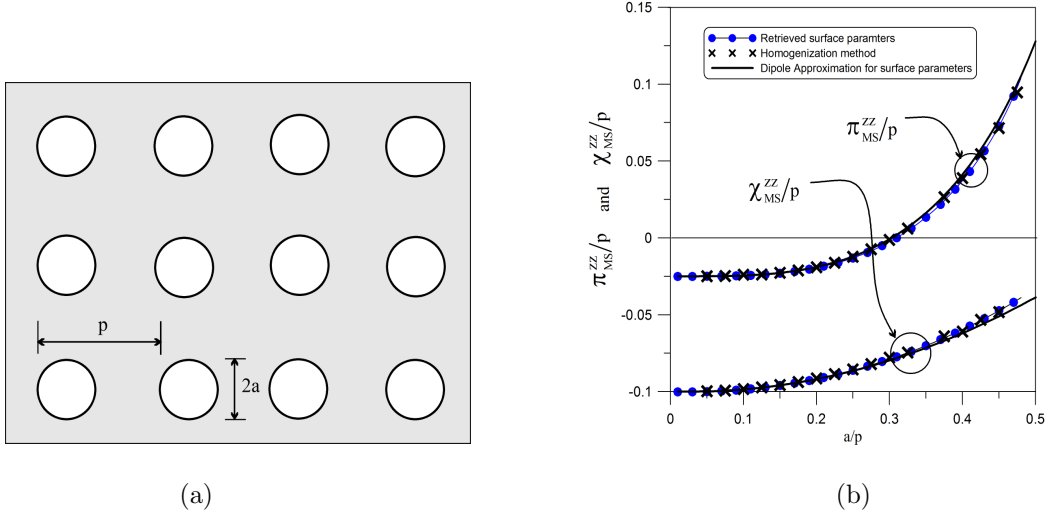 p
2a
(a)
0.15
0.1
0.05
0
-0.05
-0.1
π_MS^ZZ/p and χ_MS^ZZ/p
Retrieved surface paramters
Homogenization method
Dipole Approximation for surface parameters
π_MS^ZZ/p
χ_MS^ZZ/p
0 0.1 0.2 0.3 0.4 0.5
a/p
(b)